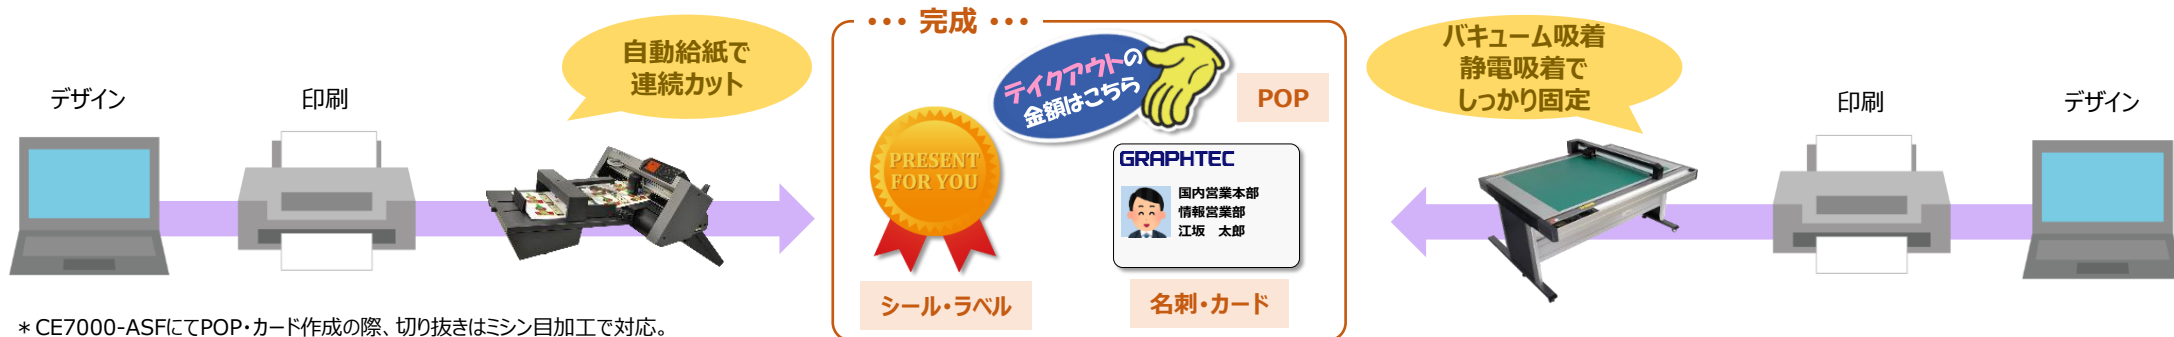 デザイン
印刷
自動給紙で
連続カット
••• 完成 •••
テイクアウトの
金額はこちら
POP
PRESENT
FOR YOU
GRAPHTEC
国内営業本部
情報営業部
江坂　太郎
シール・ラベル
名刺・カード
バキューム吸着
静電吸着で
しっかり固定
印刷
デザイン
＊CE7000-ASFにてPOP・カード作成の際、切り抜きはミシン目加工で対応。